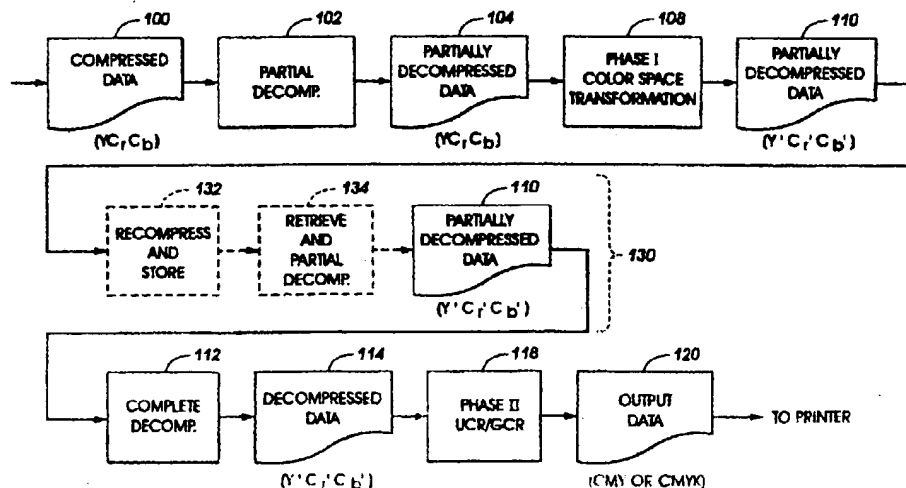 100
COMPRESSED
DATA
(YCrCb)
102
PARTIAL
DECOMP.
104
PARTIALLY
DECOMPRESSED
DATA
(YCrCb)
108
PHASE I
COLOR SPACE
TRANSFORMATION
110
PARTIALLY
DECOMPRESSED
DATA
(Y'Cr'Cb')
132
RECOMPRESS
AND
STORE
134
RETRIEVE
AND
PARTIAL
DECOMP.
110
PARTIALLY
DECOMPRESSED
DATA
(Y'Cr'Cb')
130
112
COMPLETE
DECOMP.
114
DECOMPRESSED
DATA
(Y'Cr'Cb')
118
PHASE II
UCR/GCR
120
OUTPUT
DATA
(CMY OR CMYK)
TO PRINTER